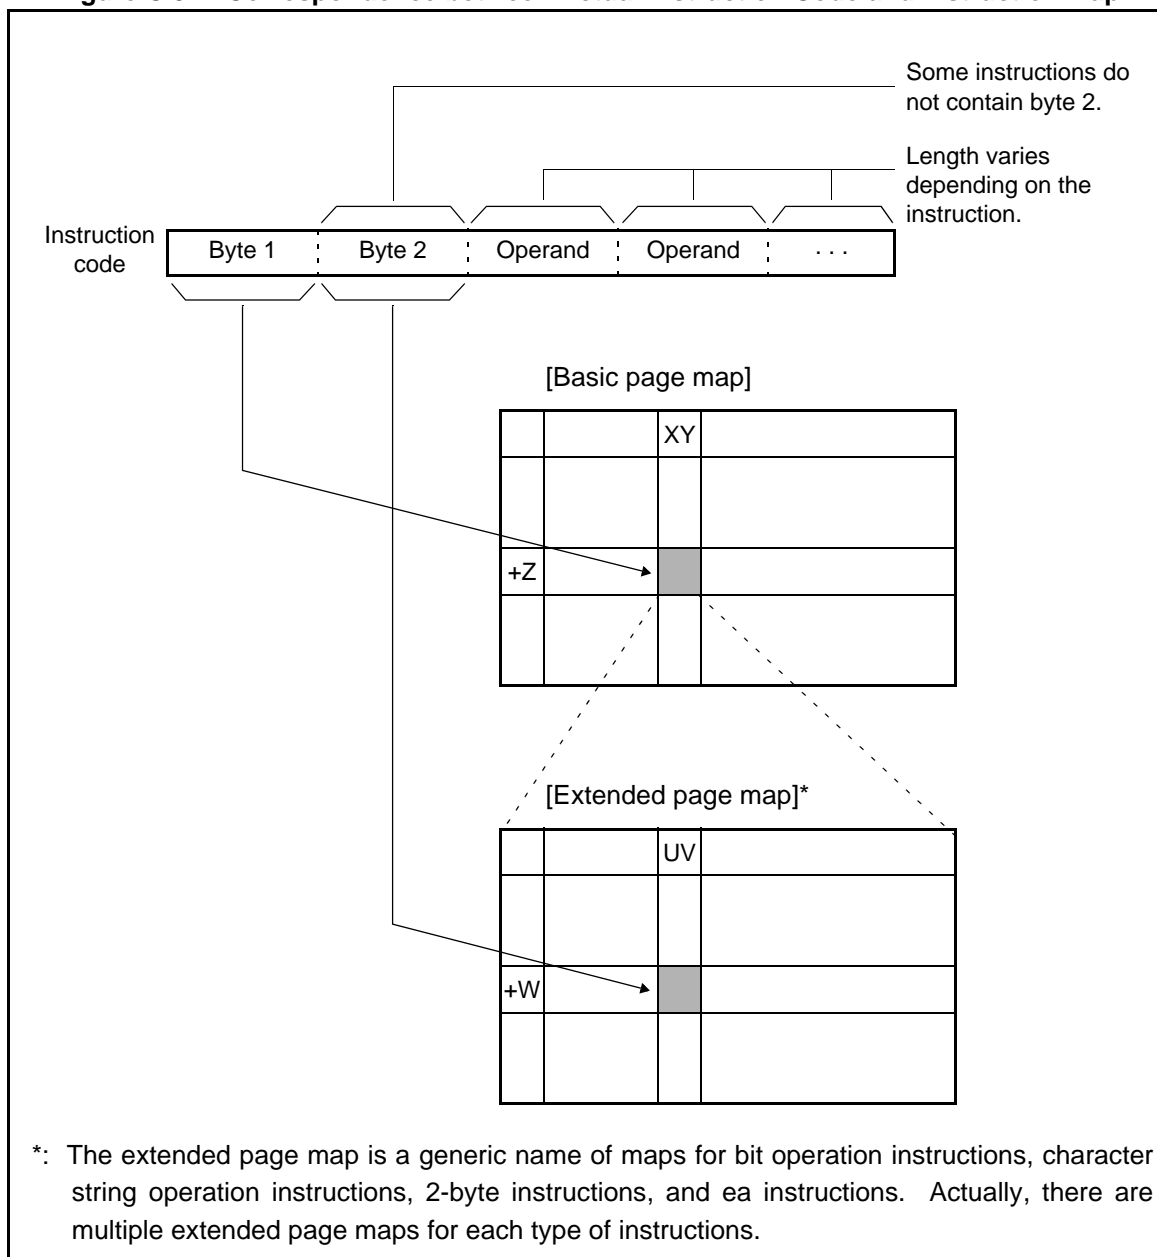 Some instructions do
not contain byte 2.
Length varies
depending on the
instruction.
Instruction
code
Byte 1 Byte 2 Operand Operand . . .
[Basic page map]
XY
+Z
[Extended page map]*
UV
+W
*: The extended page map is a generic name of maps for bit operation instructions, character
string operation instructions, 2-byte instructions, and ea instructions. Actually, there are
multiple extended page maps for each type of instructions.